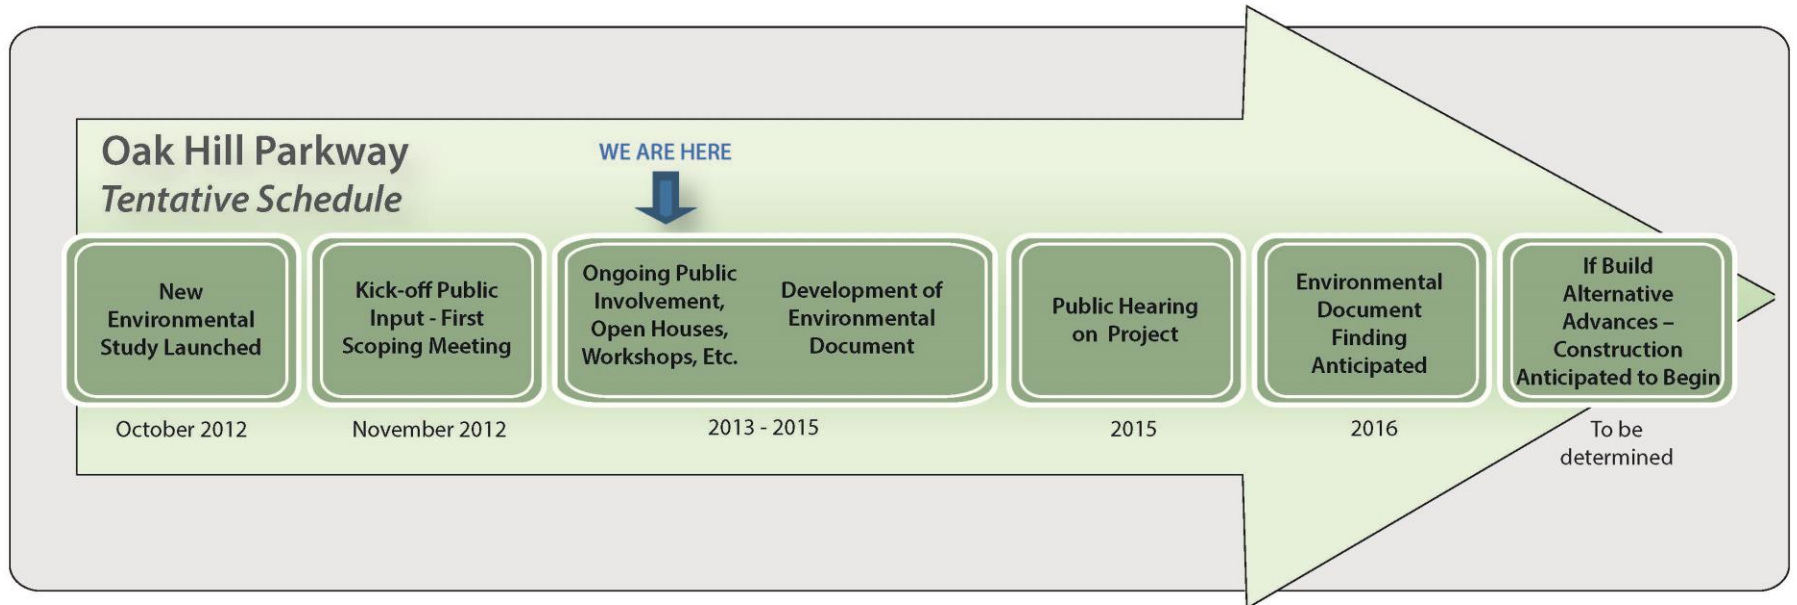 Oak Hill Parkway
Tentative Schedule
WE ARE HERE
New
Environmental
Study Launched
October 2012
Kick-off Public
Input - First
Scoping Meeting
November 2012
Ongoing Public
Involvement,
Open Houses,
Workshops, Etc.
Development of
Environmental
Document
2013 - 2015
Public Hearing
on Project
2015
Environmental
Document
Finding
Anticipated
2016
If Build
Alternative
Advances –
Construction
Anticipated to Begin
To be
determined